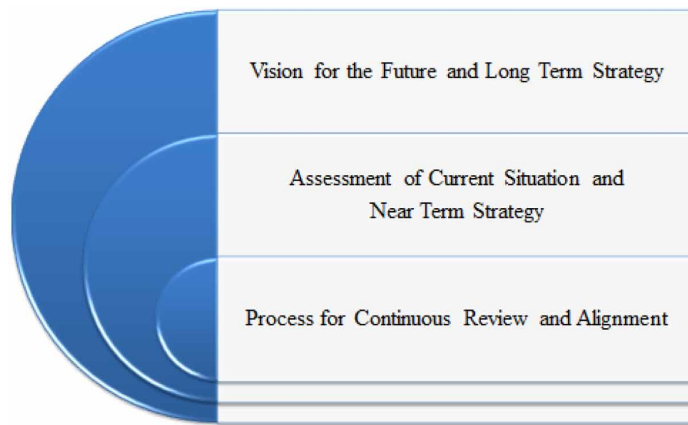 Vision for the Future and Long Term Strategy
Assessment of Current Situation and
Near Term Strategy
Process for Continuous Review and Alignment